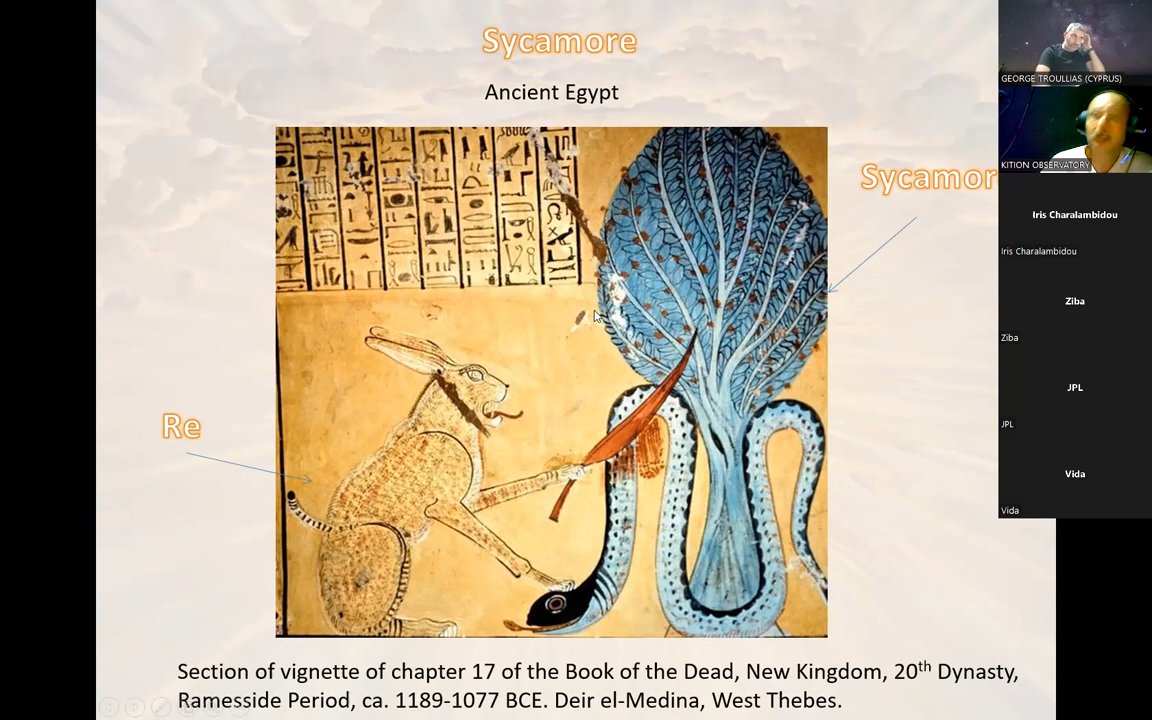 Sycamore
Ancient Egypt
Sycamor
Re
Section of vignette of chapter 17 of the Book of the Dead, New Kingdom, 20th Dynasty,
Ramesside Period, ca. 1189-1077 BCE. Deir el-Medina, West Thebes.
GEORGE TROULLIAS (CYPRUS)
KITION OBSERVATORY
Iris Charalambidou
Iris Charalambidou
Ziba
Ziba
JPL
JPL
Vida
Vida